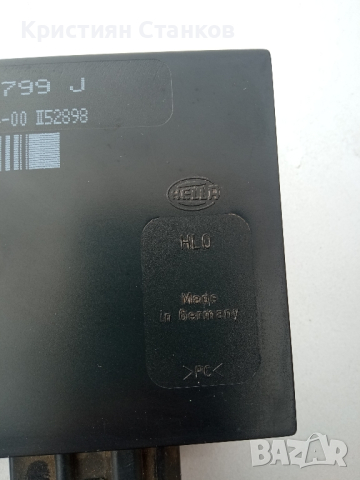 Кристиян Станков
799 J
-00 II52898
HELLA
HLO
Made
in Germany
>PC<
BAZAR